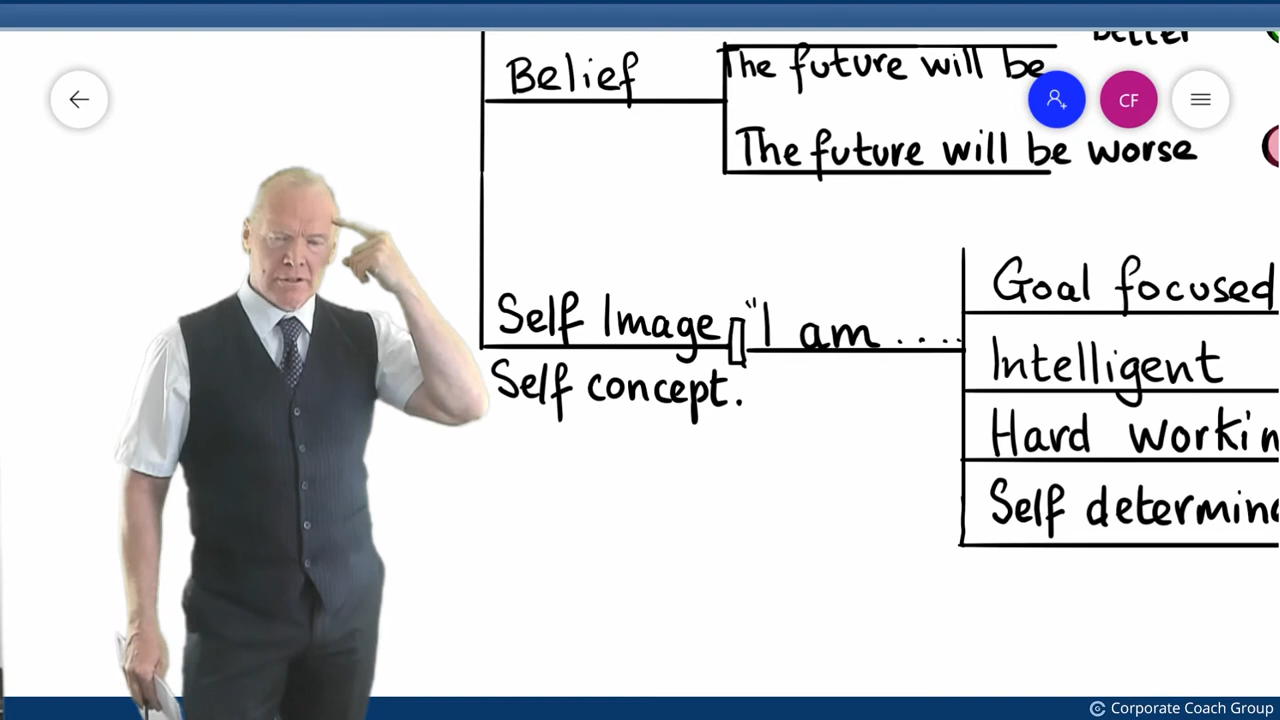 better
Belief
The future will be
CF
The future will be worse
Goal focused
Self Image
"I am ....
Intelligent
Self concept.
Hard workin
Self determin
Corporate Coach Group